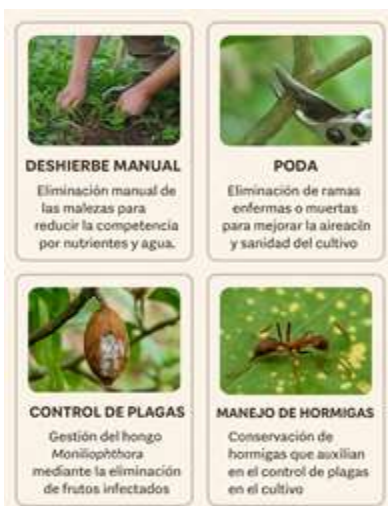 DESHIERBE MANUAL
Eliminación manual de
las malezas para
reducir la competencia
por nutrientes y agua.
PODA
Eliminación de ramas
enfermas o muertas
para mejorar la aireacín
y sanidad del cultivo
CONTROL DE PLAGAS
Gestión del hongo
Moniliophthora
mediante la eliminación
de frutos infectados
MANEJO DE HORMIGAS
Conservación de
hormigas que auxilian
en el control de plagas
en el cultivo